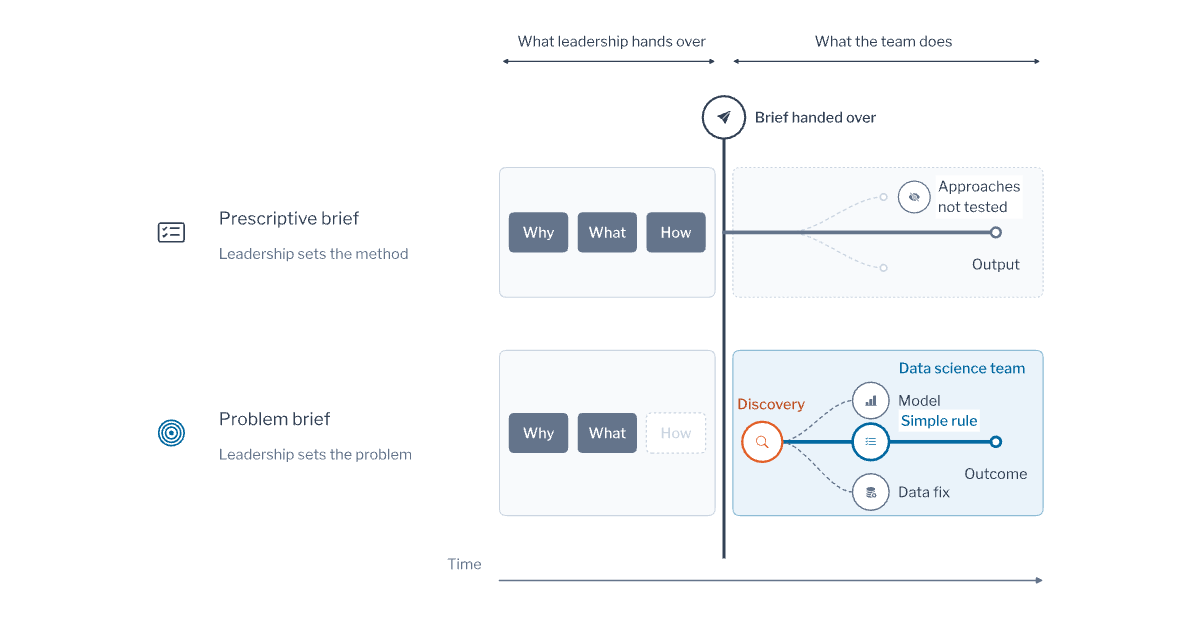 What leadership hands over
What the team does
Brief handed over
Prescriptive brief
Leadership sets the method
Why
What
How
Approaches
not tested
Output
Problem brief
Leadership sets the problem
Why
What
How
Data science team
Discovery
Model
Simple rule
Outcome
Data fix
Time